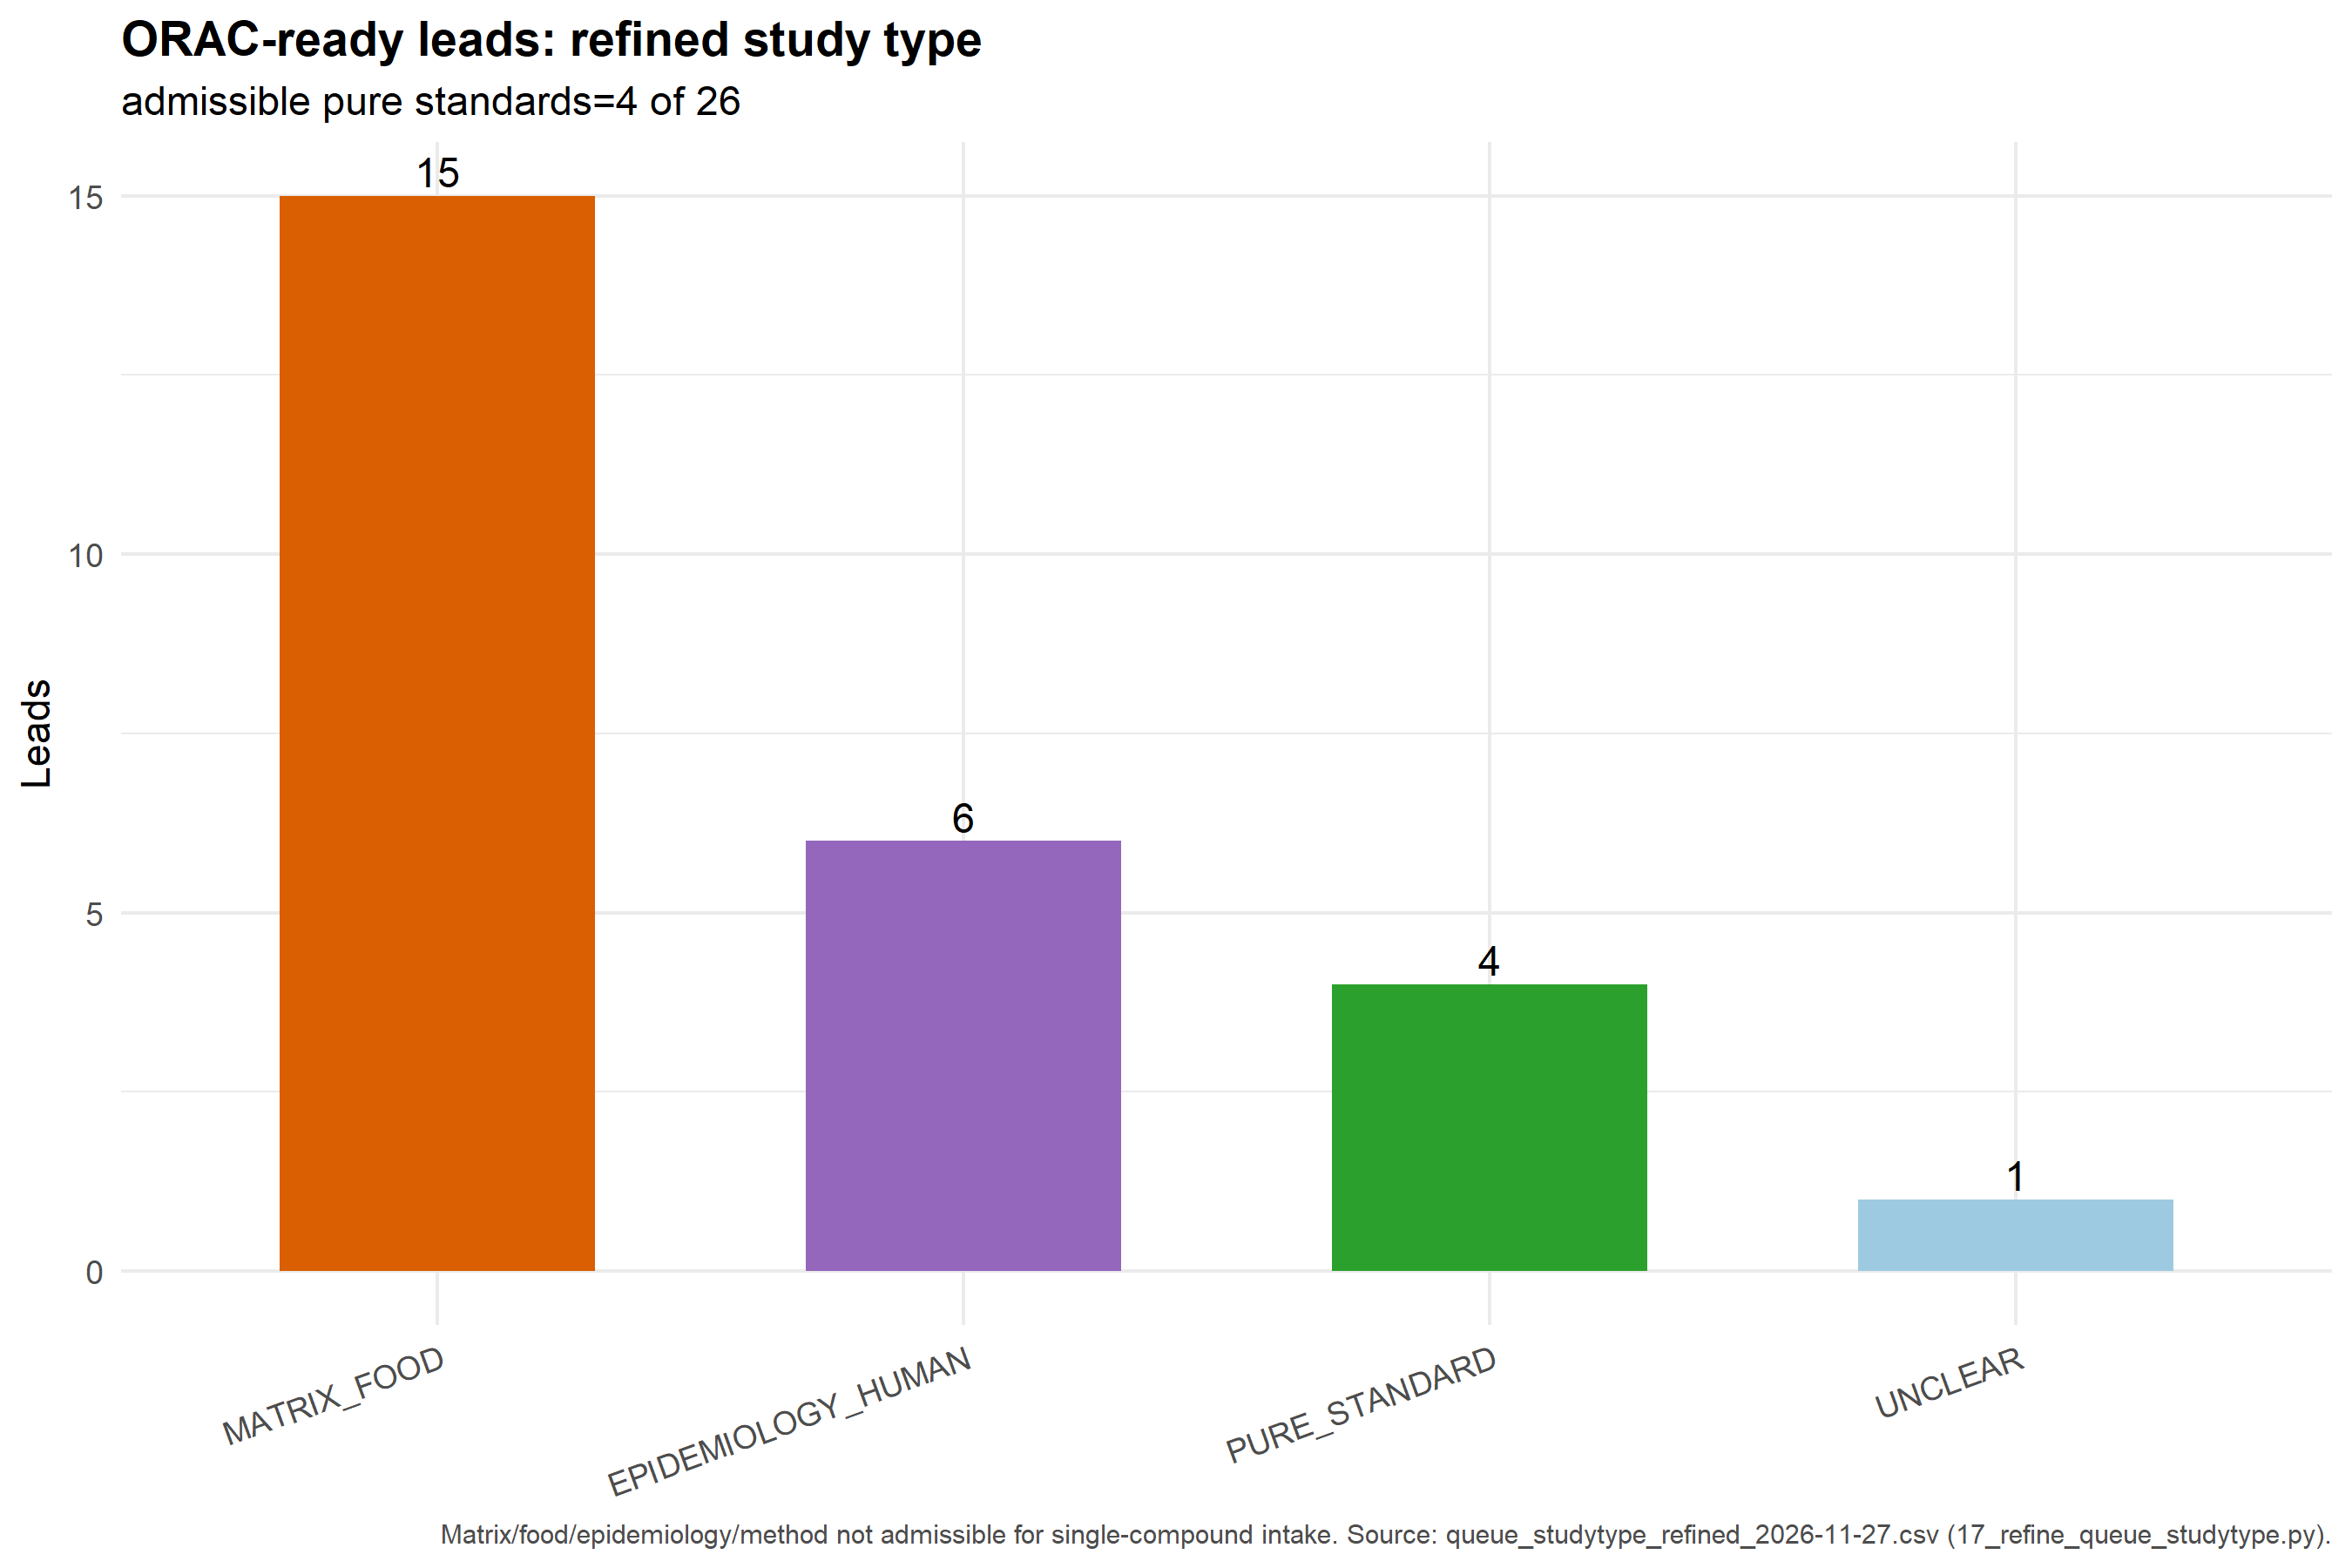 ORAC-ready leads: refined study type
admissible pure standards=4 of 26
15
6
4
1
15
10
5
0
Leads
MATRIX_FOOD
EPIDEMIOLOGY_HUMAN
PURE_STANDARD
UNCLEAR
Matrix/food/epidemiology/method not admissible for single-compound intake. Source: queue_studytype_refined_2026-11-27.csv (17_refine_queue_studytype.py).